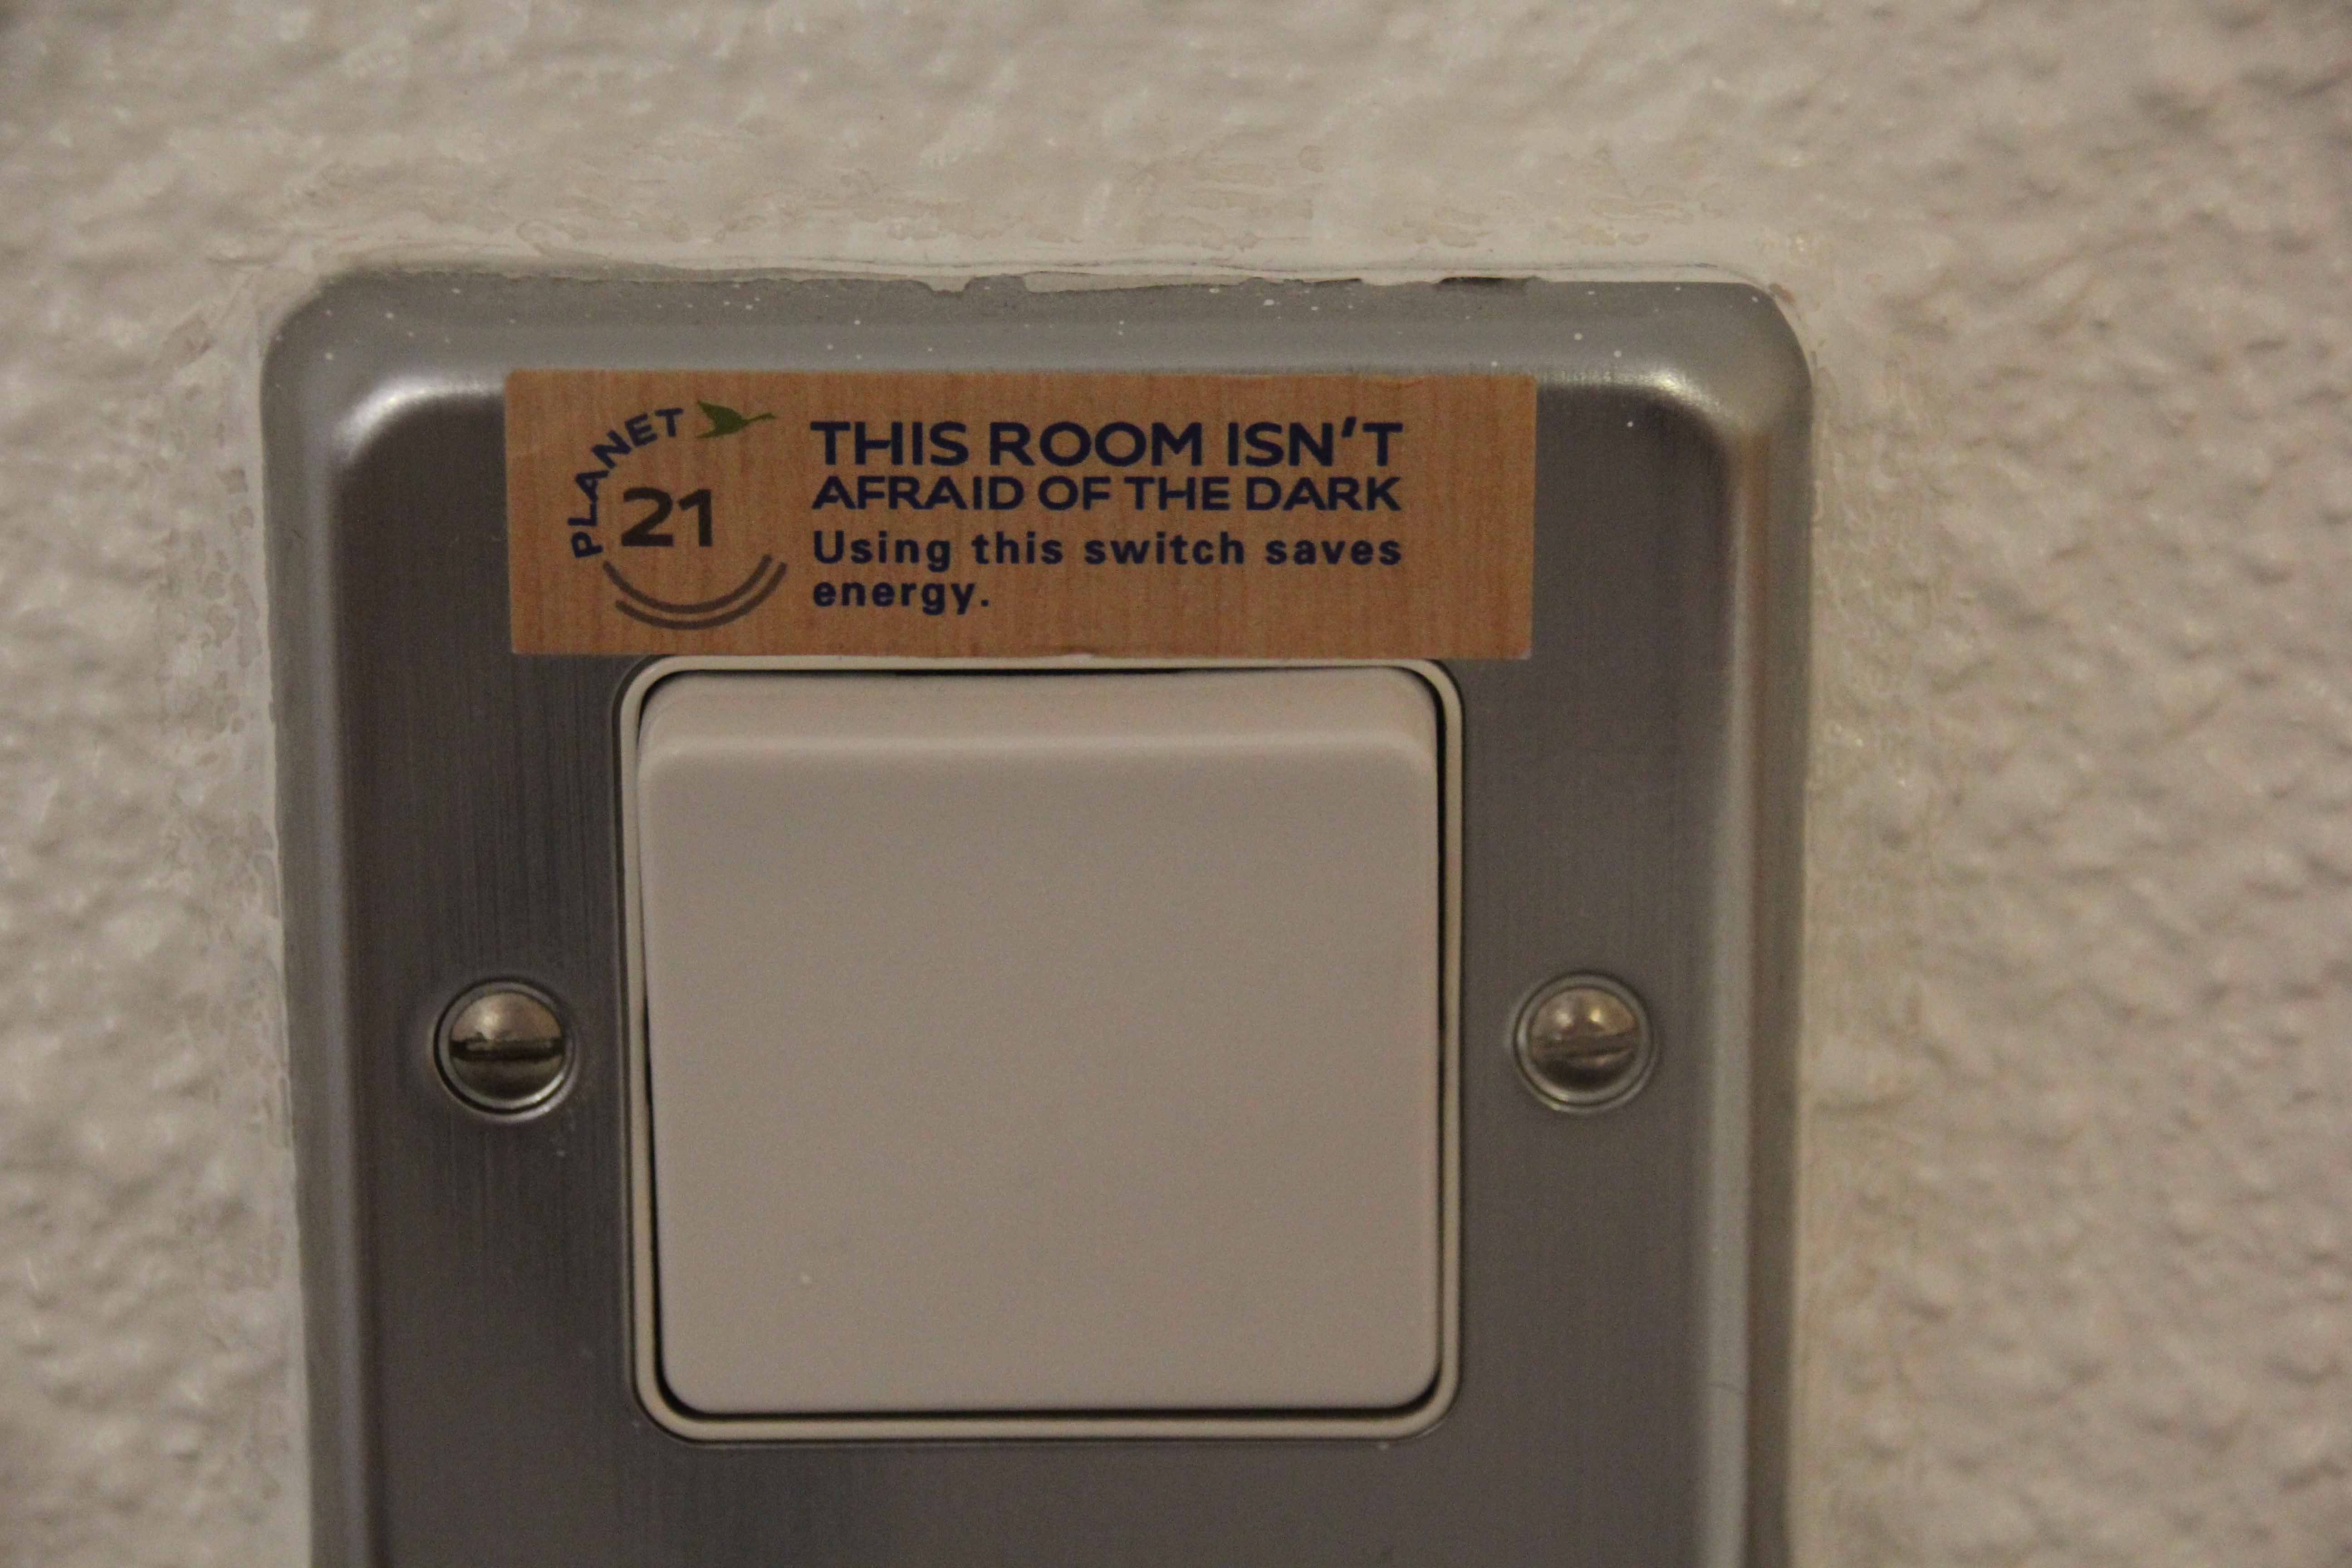 PLANET
21
THIS ROOM ISN'T
AFRAID OF THE DARK
Using this switch saves
energy.